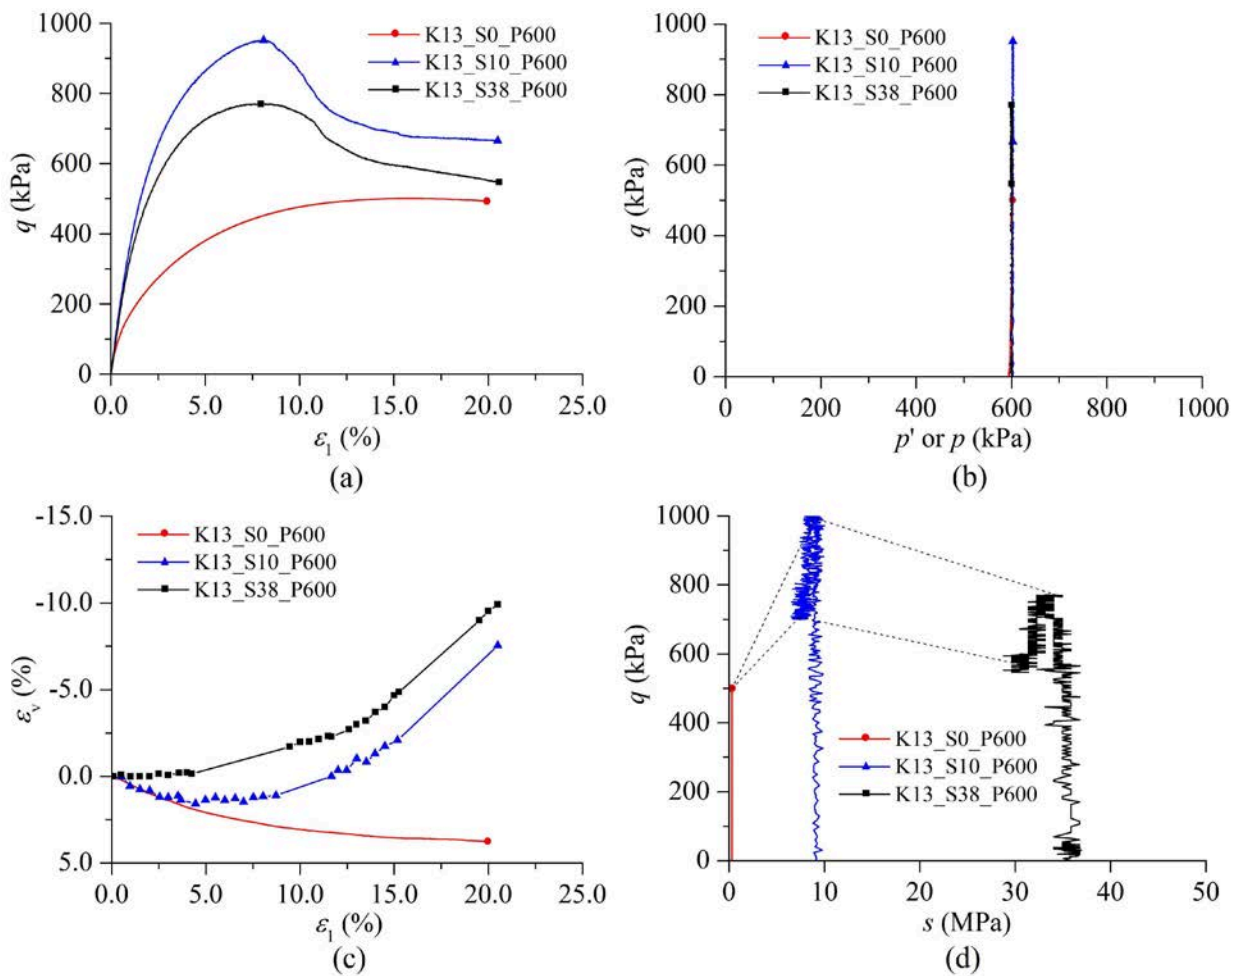 1000
800
600
400
200
0
q (kPa)
K13_S0_P600
K13_S10_P600
K13_S38_P600
0.0 5.0 10.0 15.0 20.0 25.0
ε1 (%)
(a)
1000
800
600
400
200
0
q (kPa)
K13_S0_P600
K13_S10_P600
K13_S38_P600
0 200 400 600 800 1000
p' or p (kPa)
(b)
-15.0
-10.0
-5.0
0.0
5.0
εv (%)
K13_S0_P600
K13_S10_P600
K13_S38_P600
0.0 5.0 10.0 15.0 20.0 25.0
ε1 (%)
(c)
1000
800
600
400
200
0
q (kPa)
K13_S0_P600
K13_S10_P600
K13_S38_P600
0 10 20 30 40 50
s (MPa)
(d)